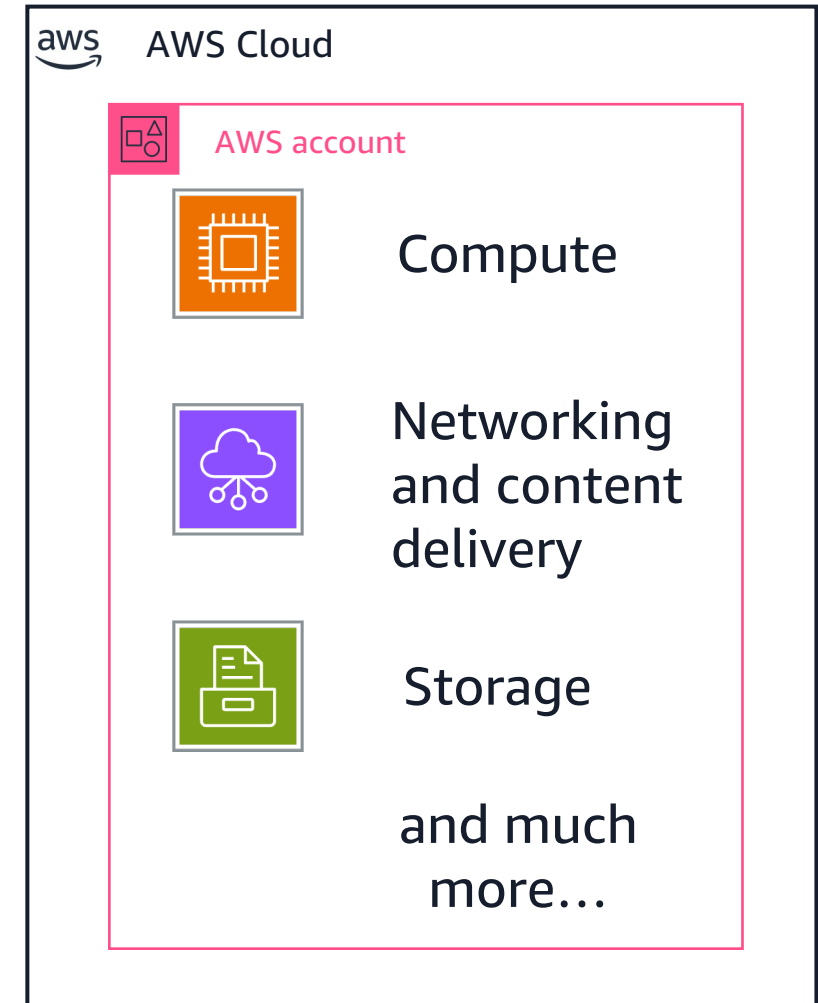 aws
AWS Cloud
AWS account
Compute
Networking
and content
delivery
Storage
and much
more…